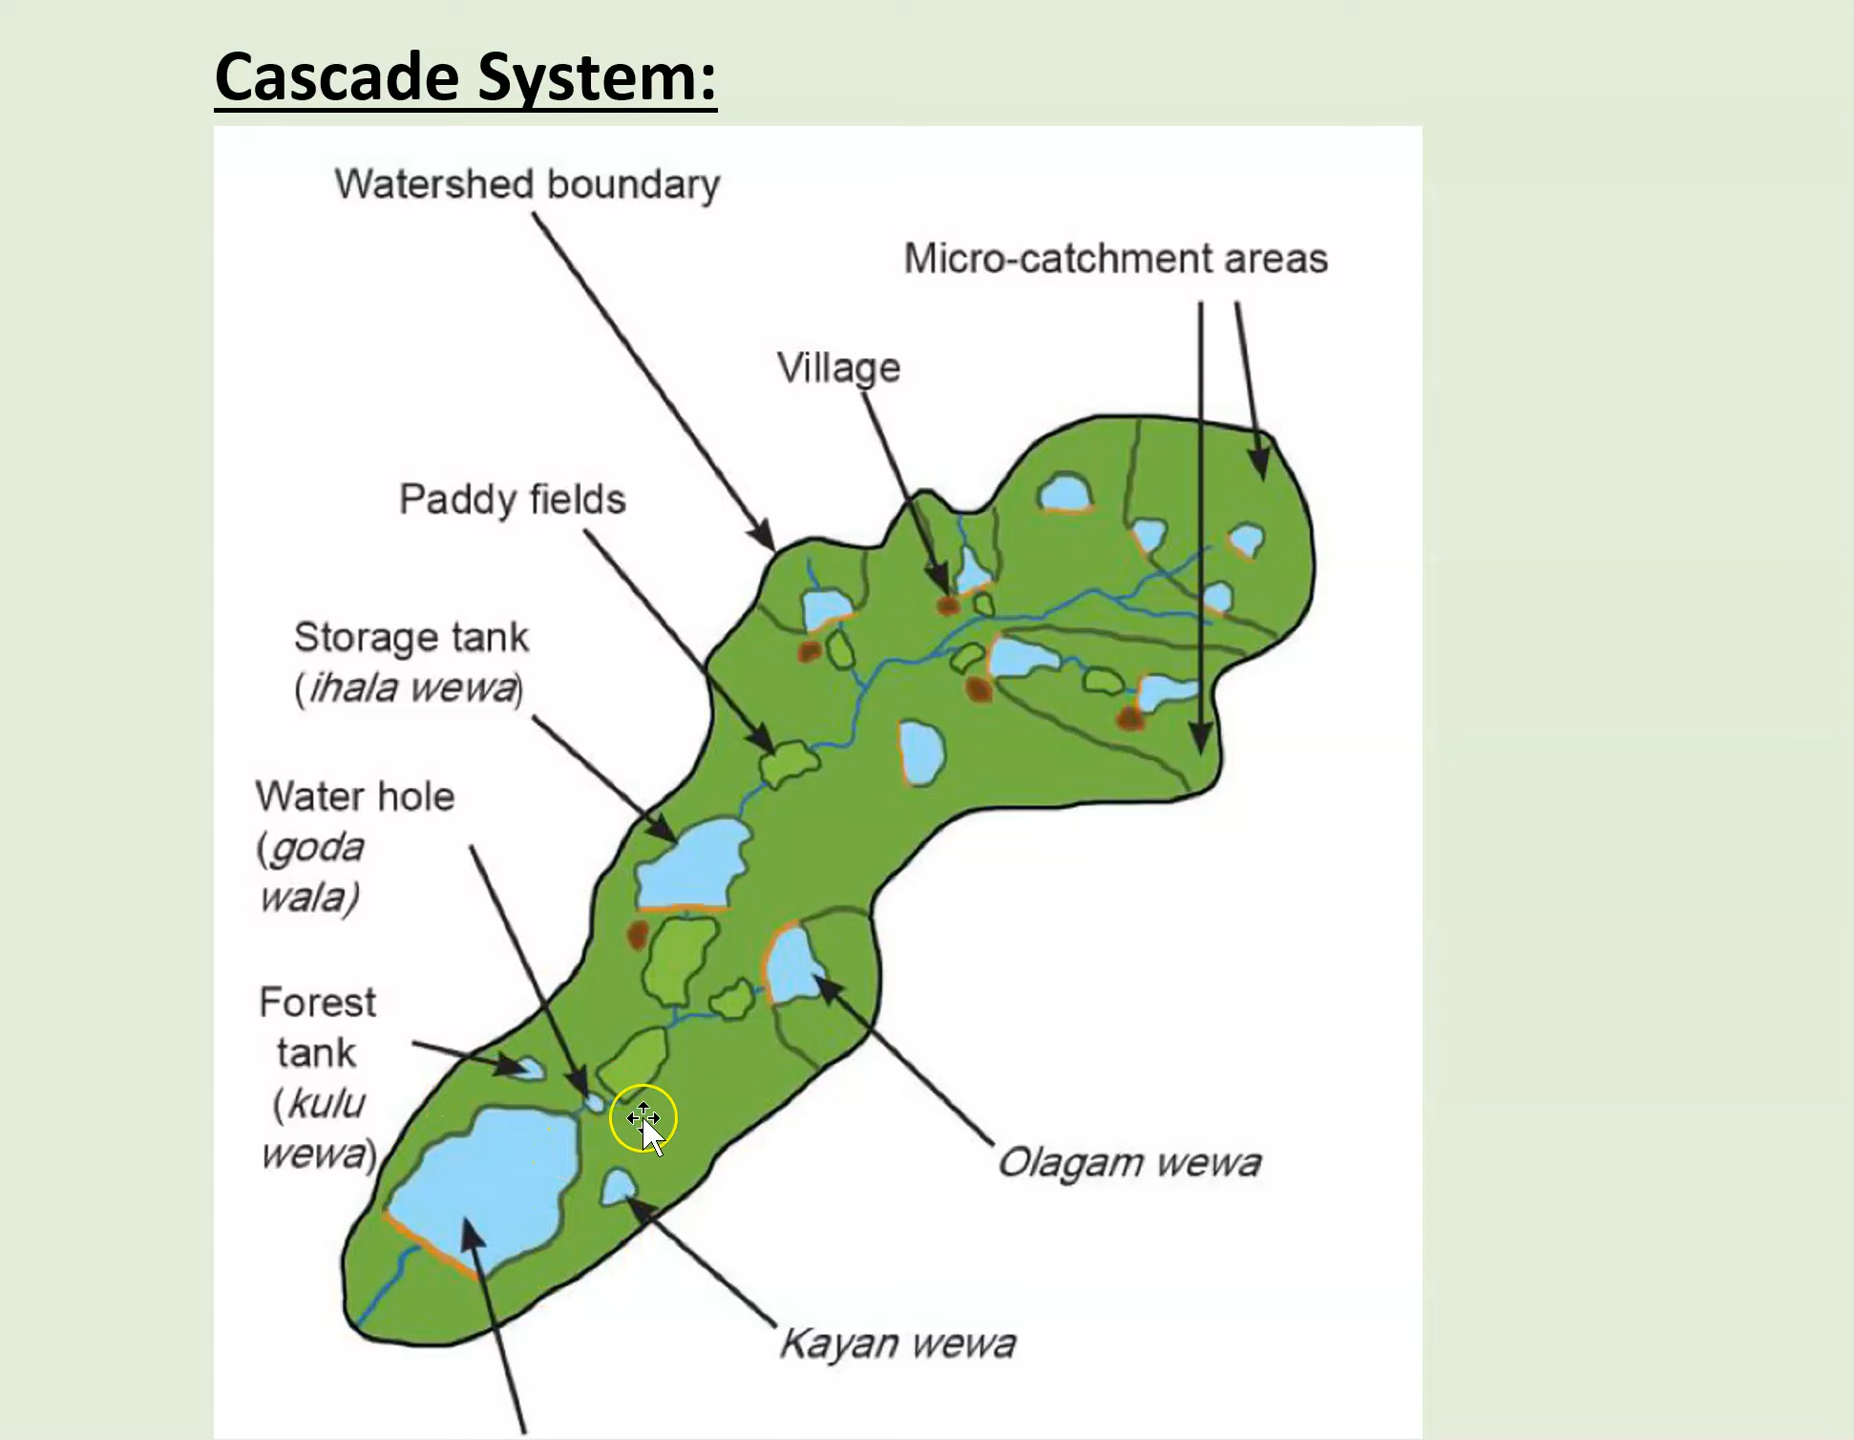 Cascade System:
Watershed boundary
Micro-catchment areas
Village
Paddy fields
Storage tank
(ihala wewa)
Water hole
(goda
wala)
Forest
tank
(kulu
wewa)
Olagam wewa
Kayan wewa